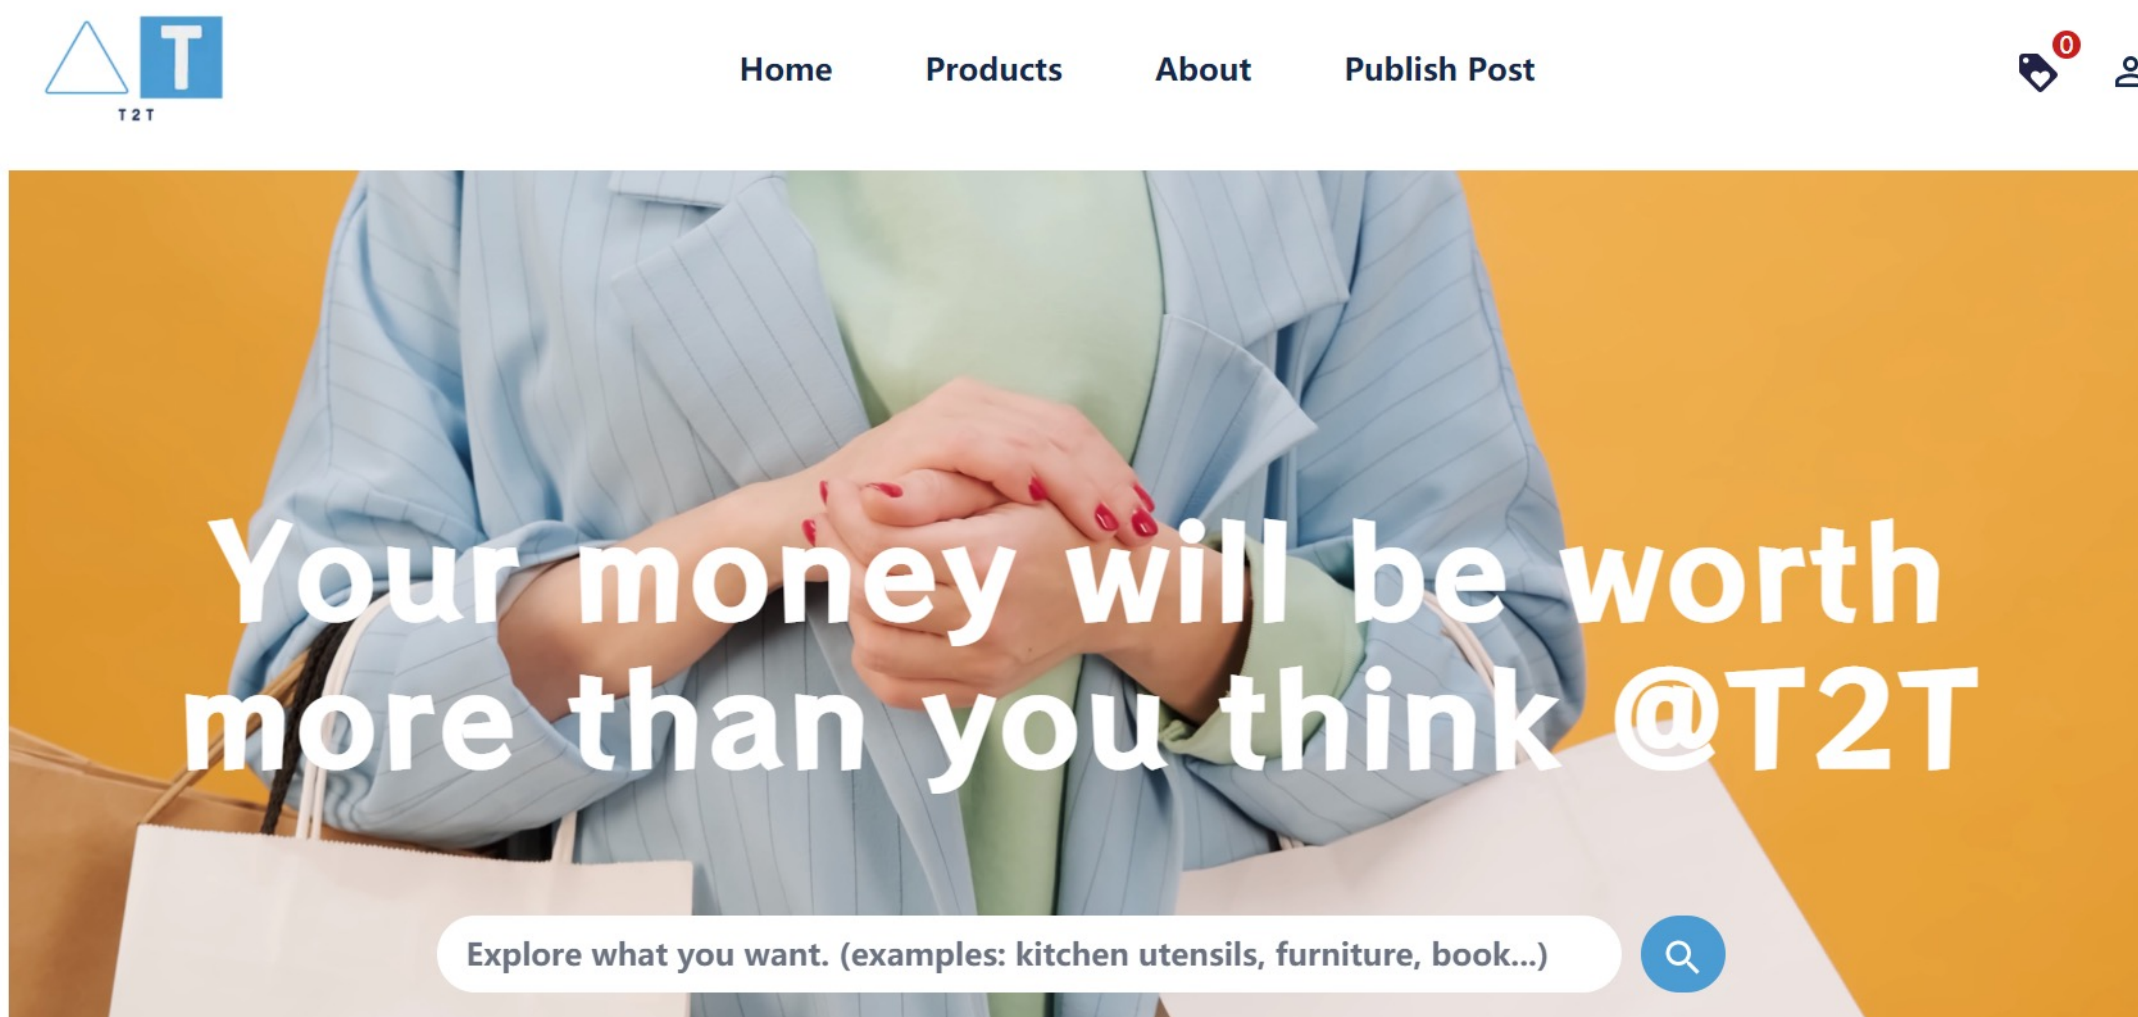 T
T2T
Home Products About Publish Post
0
Your money will be worth
more than you think @T2T
Explore what you want. (examples: kitchen utensils, furniture, book...)